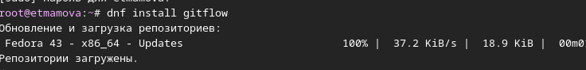 root@etmamova:~# dnf install gitflow
Обновление и загрузка репозиториев:
Fedora 43 - x86_64 - Updates 100% | 37.2 KiB/s | 18.9 KiB | 00m0
Репозитории загружены.